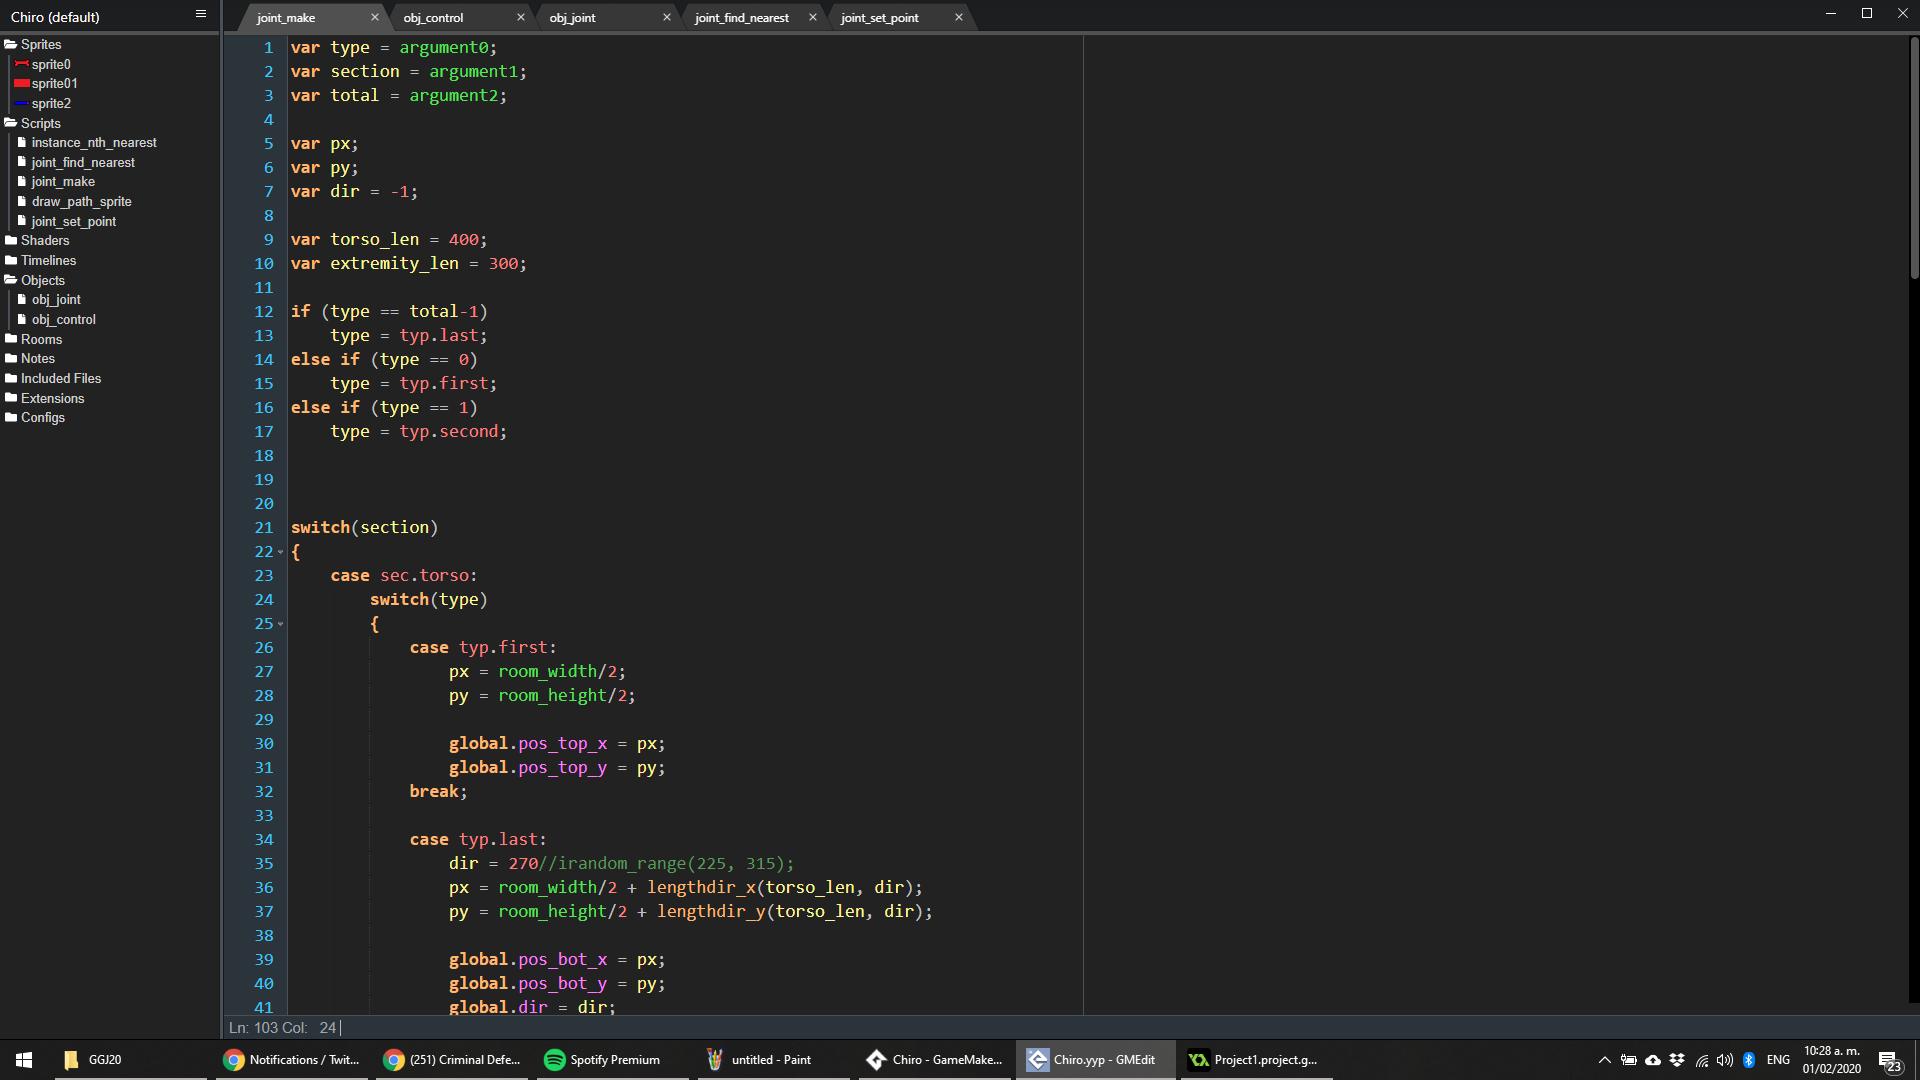 Chiro (default)
joint_make
obj_control
obj_joint
joint_find_nearest
joint_set_point
Sprites
sprite0
sprite01
sprite2
Scripts
instance_nth_nearest
joint_find_nearest
joint_make
draw_path_sprite
joint_set_point
Shaders
Timelines
Objects
obj_joint
obj_control
Rooms
Notes
Included Files
Extensions
Configs
1 var type = argument0;
2 var section = argument1;
3 var total = argument2;
4
5 var px;
6 var py;
7 var dir = -1;
8
9 var torso_len = 400;
10 var extremity_len = 300;
11
12 if (type == total-1)
13 type = typ.last;
14 else if (type == 0)
15 type = typ.first;
16 else if (type == 1)
17 type = typ.second;
18
19
20
21 switch(section)
22 {
23 case sec.torso:
24 switch(type)
25 {
26 case typ.first:
27 px = room_width/2;
28 py = room_height/2;
29
30 global.pos_top_x = px;
31 global.pos_top_y = py;
32 break;
33
34 case typ.last:
35 dir = 270//irandom_range(225, 315);
36 px = room_width/2 + lengthdir_x(torso_len, dir);
37 py = room_height/2 + lengthdir_y(torso_len, dir);
38
39 global.pos_bot_x = px;
40 global.pos_bot_y = py;
41 global.dir = dir;
Ln: 103 Col: 24
GGJ20
Notifications / Twit...
(251) Criminal Defe...
Spotify Premium
untitled - Paint
Chiro - GameMake...
Chiro.yyp - GMEdit
Project1.project.g...
ENG
10:28 a. m.
01/02/2020
23